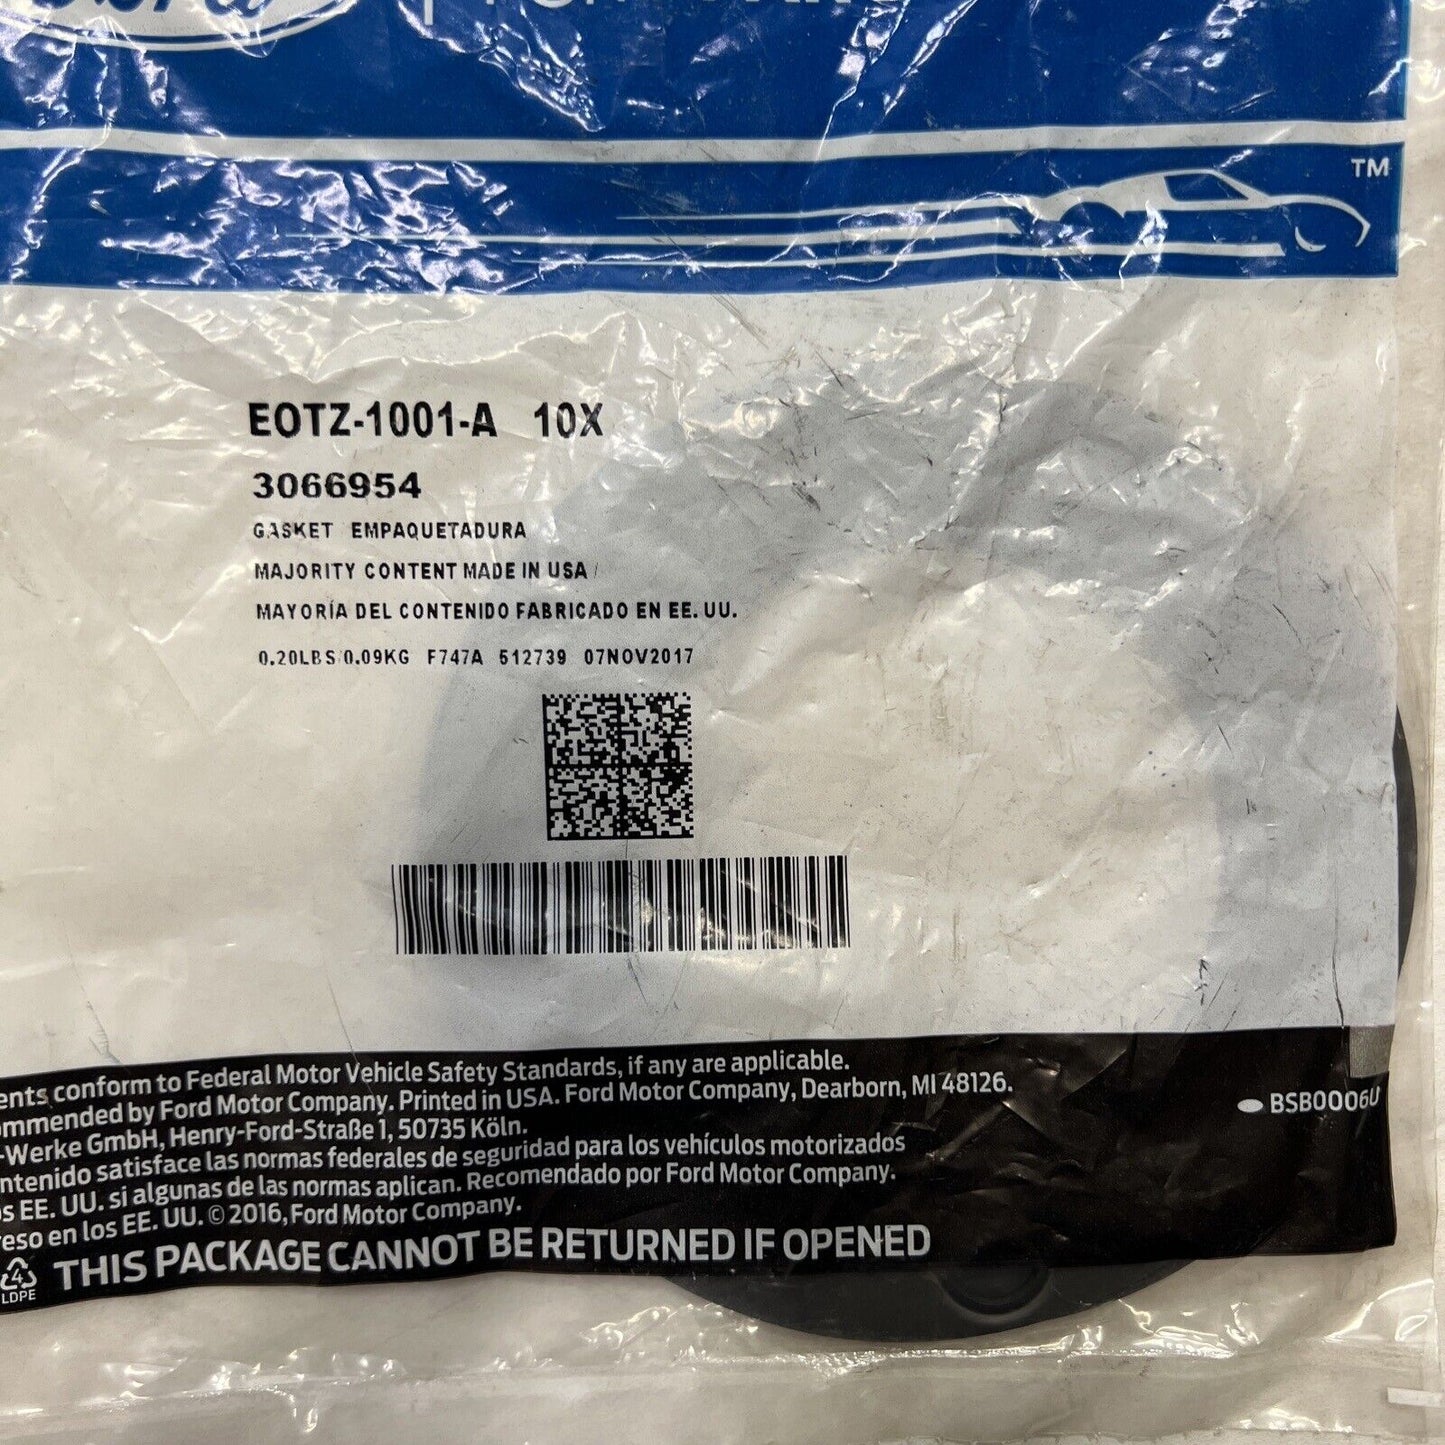 TM
EOTZ-1001-A 10X
3066954
GASKET EMPAQUETADURA
MAJORITY CONTENT MADE IN USA
MAYORÍA DEL CONTENIDO FABRICADO EN EE. UU.
0.20LBS/0.09KG F747A 512739 07NOV2017
ents conform to Federal Motor Vehicle Safety Standards, if any are applicable.
ommended by Ford Motor Company. Printed in USA. Ford Motor Company, Dearborn, MI 48126.
-Werke GmbH, Henry-Ford-Straße 1, 50735 Köln.
ntenido satisface las normas federales de seguridad para los vehículos motorizados
os EE. UU. si algunas de las normas aplican. Recomendado por Ford Motor Company.
reso en los EE. UU. © 2016, Ford Motor Company.
BSB0006U
4
LDPE
THIS PACKAGE CANNOT BE RETURNED IF OPENED